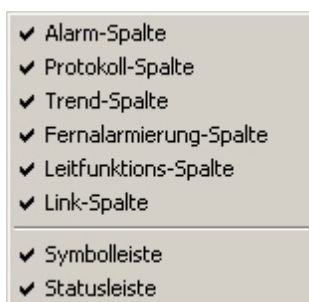 Alarm-Spalte
Protokoll-Spalte
Trend-Spalte
Fernalarmierung-Spalte
Leitfunktions-Spalte
Link-Spalte
Symbolleiste
Statusleiste